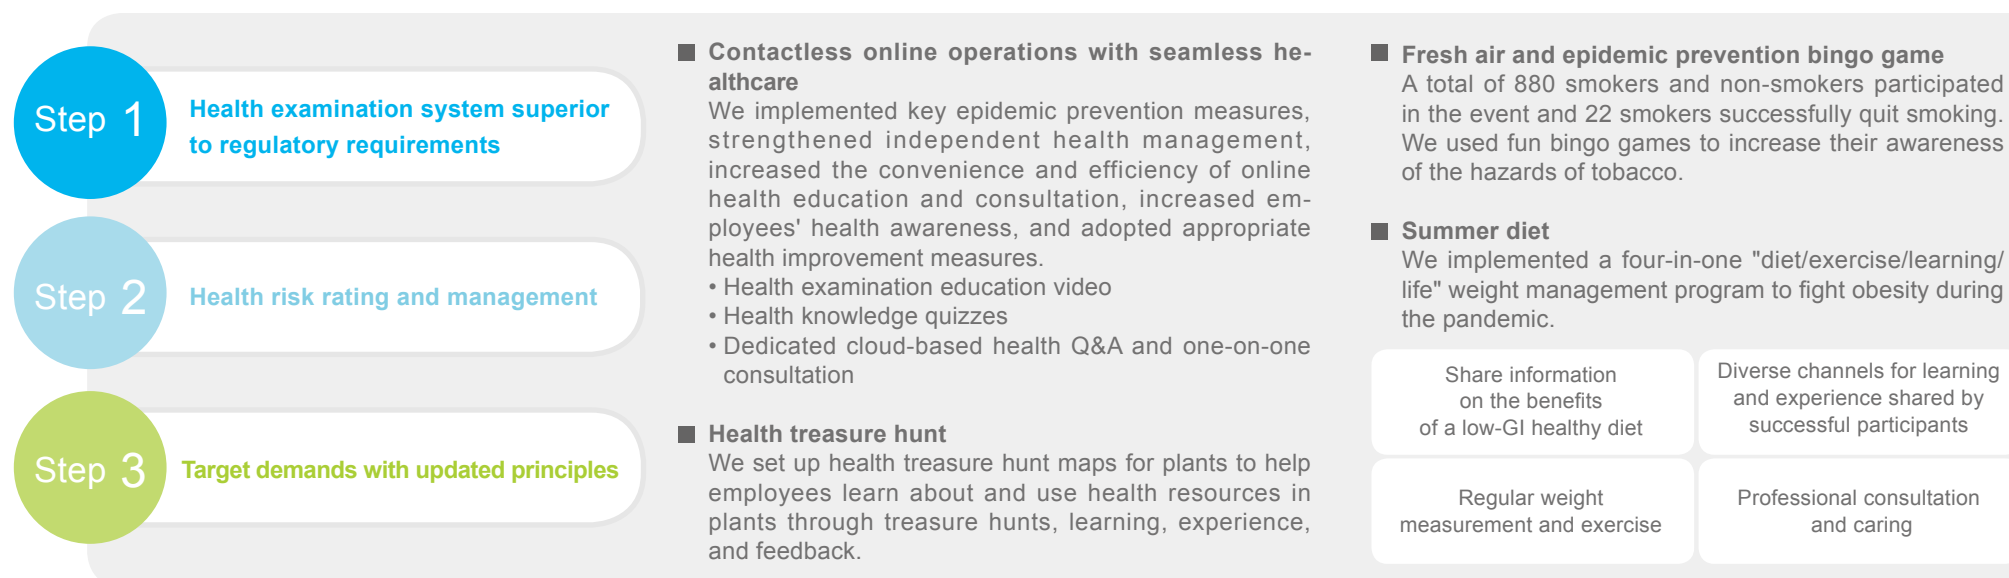 Step 1
Health examination system superior
to regulatory requirements
Step 2
Health risk rating and management
Step 3
Target demands with updated principles
■ Contactless online operations with seamless he-
althcare
We implemented key epidemic prevention measures,
strengthened independent health management,
increased the convenience and efficiency of online
health education and consultation, increased em-
ployees' health awareness, and adopted appropriate
health improvement measures.
• Health examination education video
• Health knowledge quizzes
• Dedicated cloud-based health Q&A and one-on-one
consultation
■ Health treasure hunt
We set up health treasure hunt maps for plants to help
employees learn about and use health resources in
plants through treasure hunts, learning, experience,
and feedback.
■ Fresh air and epidemic prevention bingo game
A total of 880 smokers and non-smokers participated
in the event and 22 smokers successfully quit smoking.
We used fun bingo games to increase their awareness
of the hazards of tobacco.
■ Summer diet
We implemented a four-in-one "diet/exercise/learning/
life" weight management program to fight obesity during
the pandemic.
Share information
on the benefits
of a low-GI healthy diet
Diverse channels for learning
and experience shared by
successful participants
Regular weight
measurement and exercise
Professional consultation
and caring